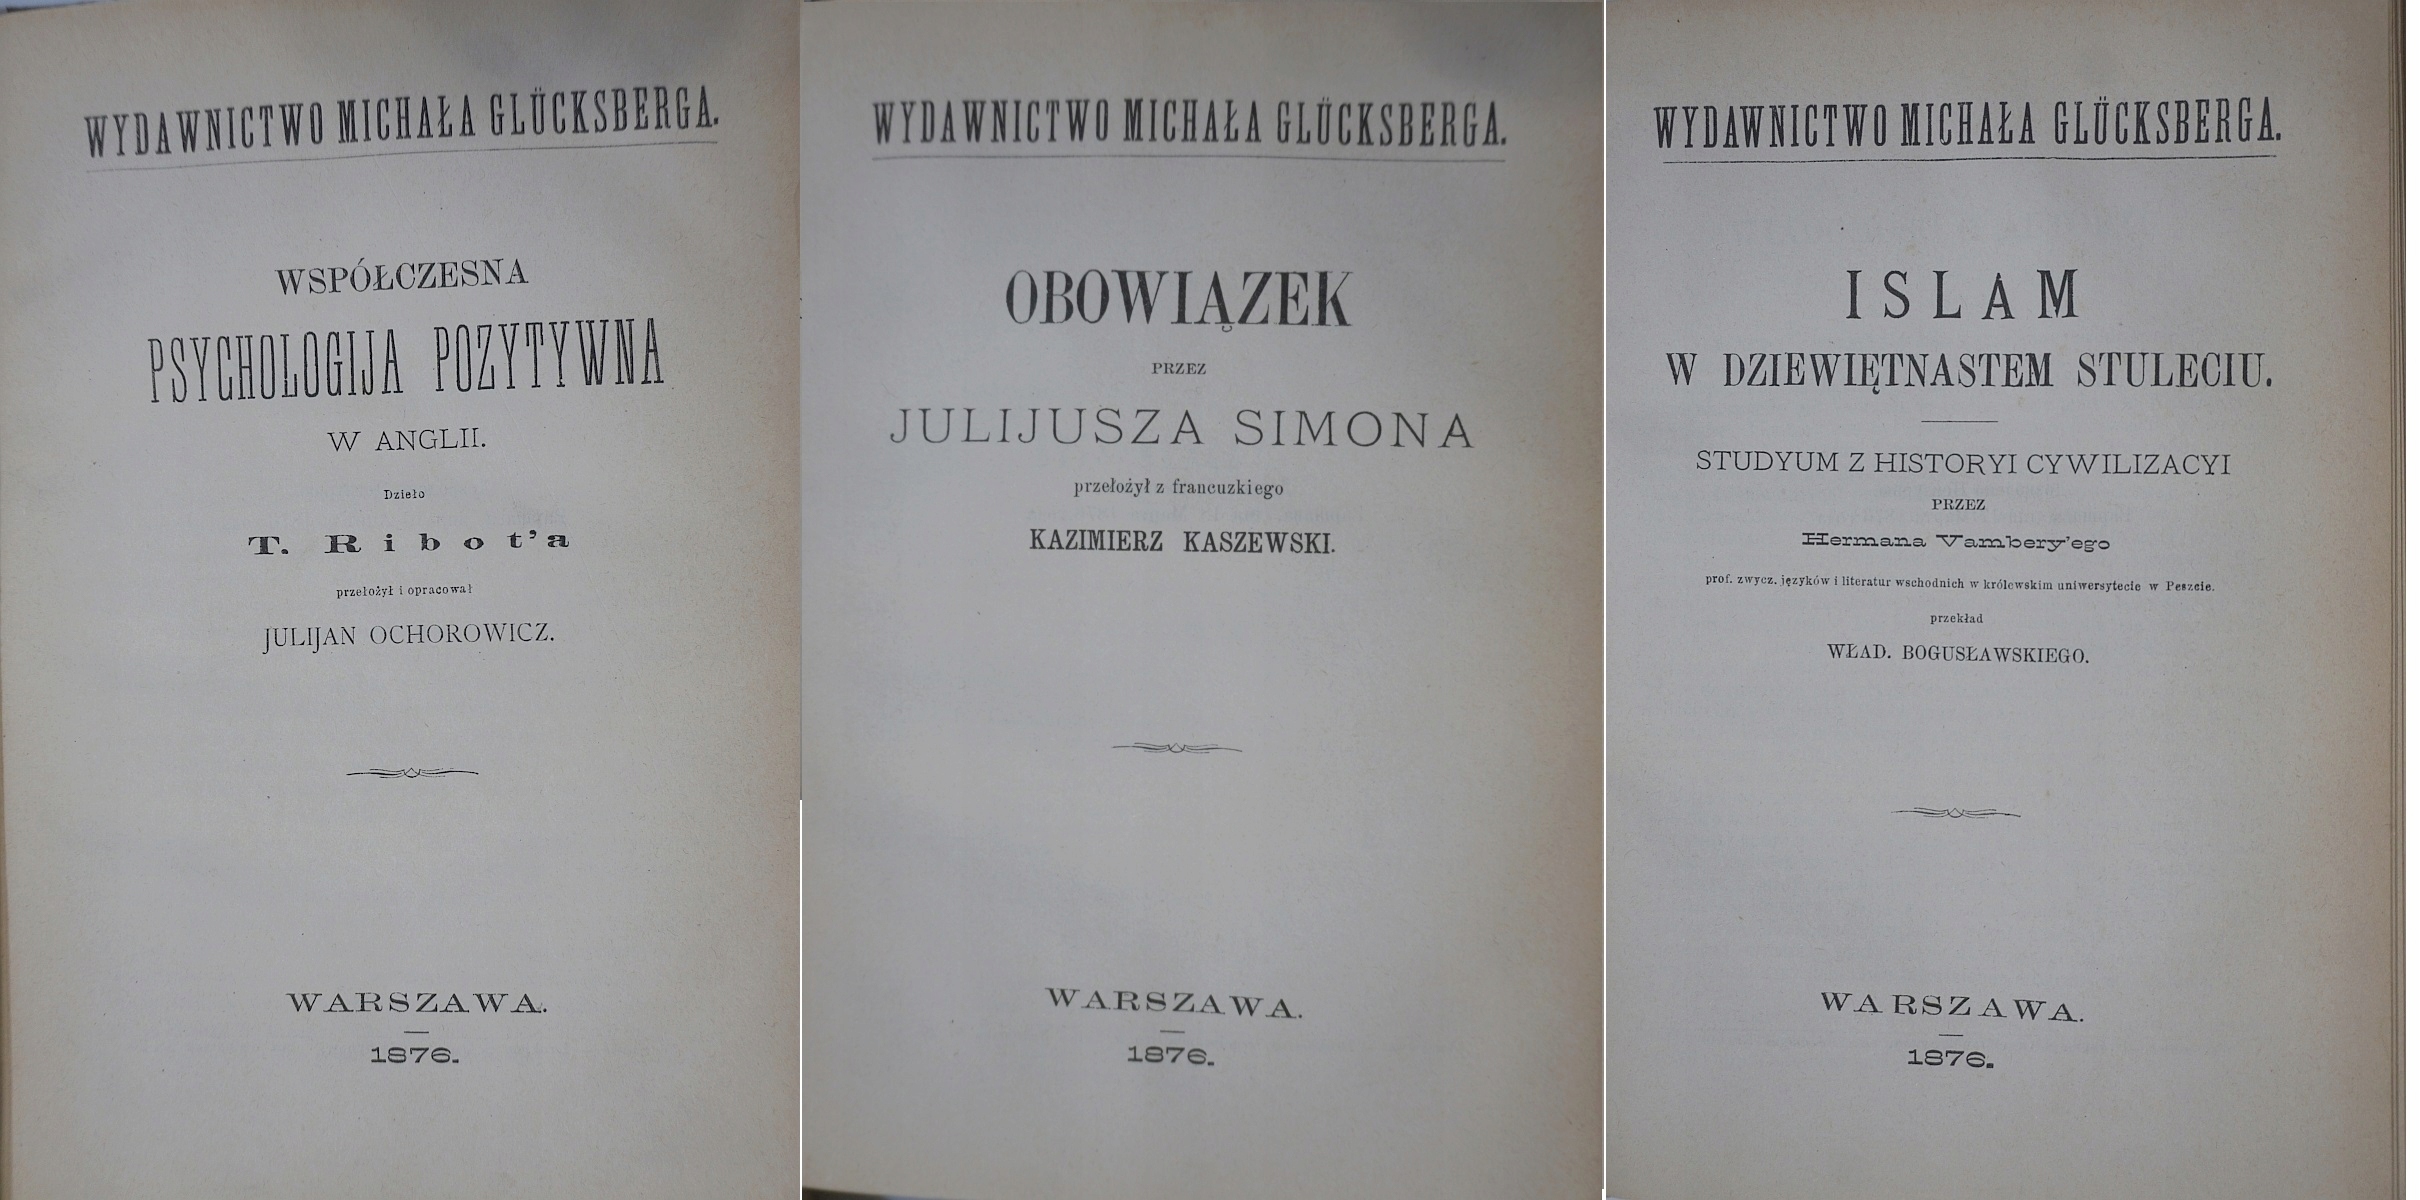 WYDAWNICTWO MICHAŁA GLÜCKSBERGA.
WSPÓŁCZESNA
PSYCHOLOGIJA POZYTYWNA
W ANGLII.
Dzieło
T. Ribot'a
przełożył i opracował
JULIJAN OCHOROWICZ.
WARSZAWA.
1876.
WYDAWNICTWO MICHAŁA GLÜCKSBERGA.
OBOWIĄZEK
PRZEZ
JULIJUSZA SIMONA
przełożył z francuzkiego
KAZIMIERZ KASZEWSKI.
WARSZAWA.
1876.
WYDAWNICTWO MICHAŁA GLÜCKSBERGA.
ISLAM
W DZIEWIĘTNASTEM STULECIU.
STUDYUM Z HISTORYI CYWILIZACYI
PRZEZ
Hermana Vambery'ego
prof. zwycz. języków i literatur wschodnich w królewskim uniwersytecie w Peszcie.
przekład
WŁAD. BOGUSŁAWSKIEGO.
WARSZAWA.
1876.